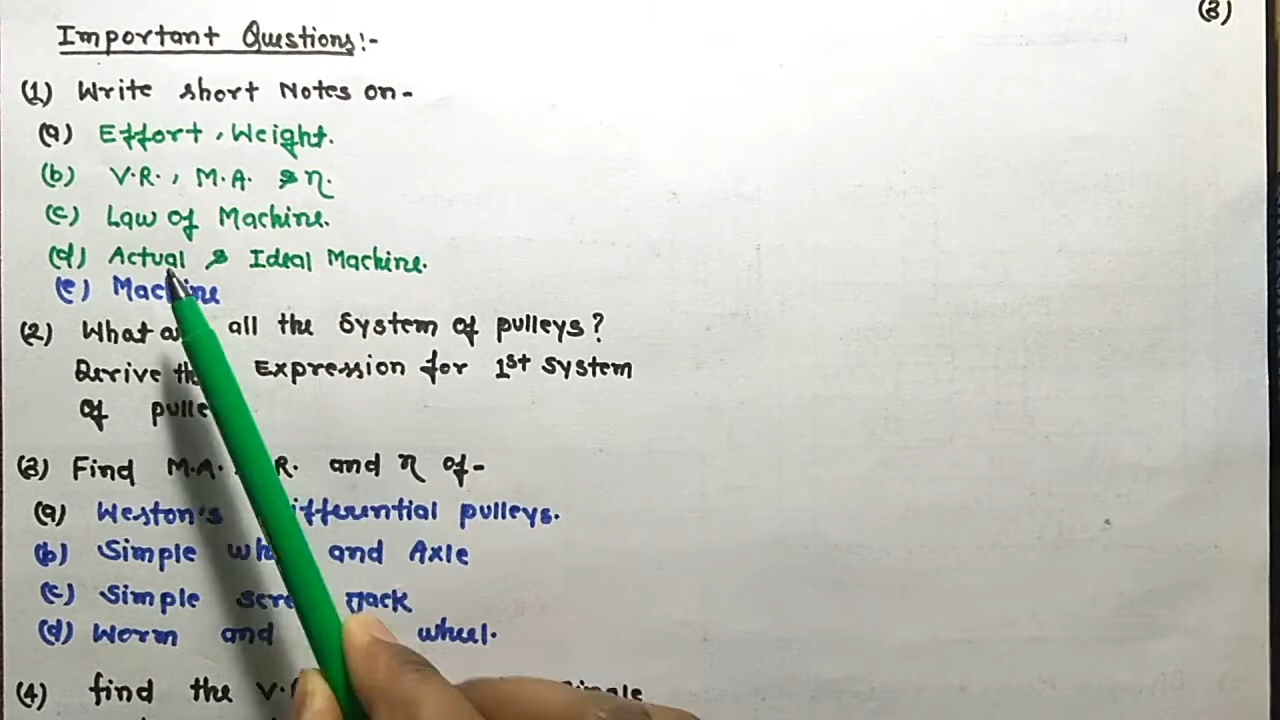 (3)
Important Questions:-
(1) Write short Notes on-
(a) Effort, Weight.
(b) V.R., M.A. & η.
(c) Law of Machine.
(d) Actual & Ideal Machine.
(e) Machine
(2) What all the System of pulleys?
Derive Expression for 1st system
of
(3) Find M.A. R. and η of-
(a) Weston's pulleys.
(b) Simple and Axle
(c) Simple Jack
(d) Worm and wheel.
(4) find the